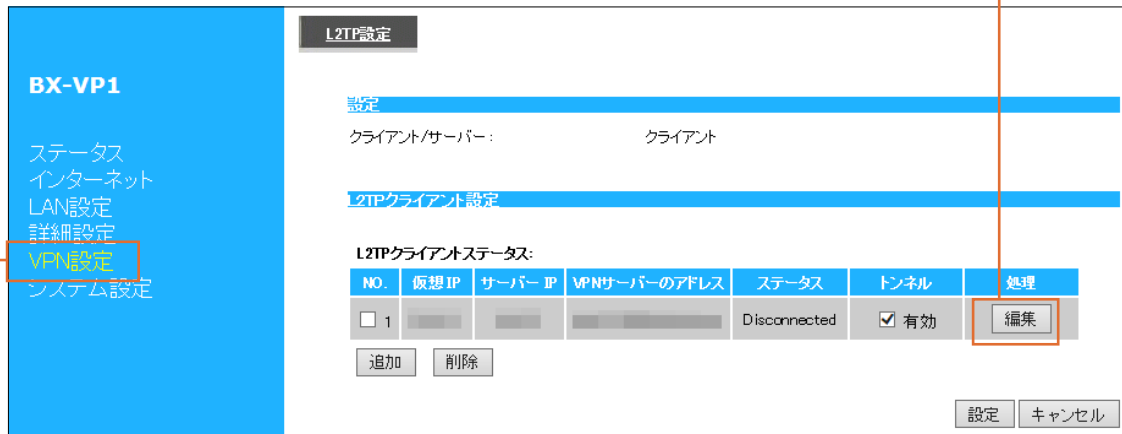 L2TP設定
BX-VP1
ステータス
インターネット
LAN設定
詳細設定
VPN設定
システム設定
設定
クライアント/サーバー : クライアント
L2TPクライアント設定
L2TPクライアントステータス:
NO. 仮想 IP サーバー IP VPNサーバーのアドレス ステータス トンネル 処理
1 Disconnected 有効 編集
追加 削除
設定 キャンセル